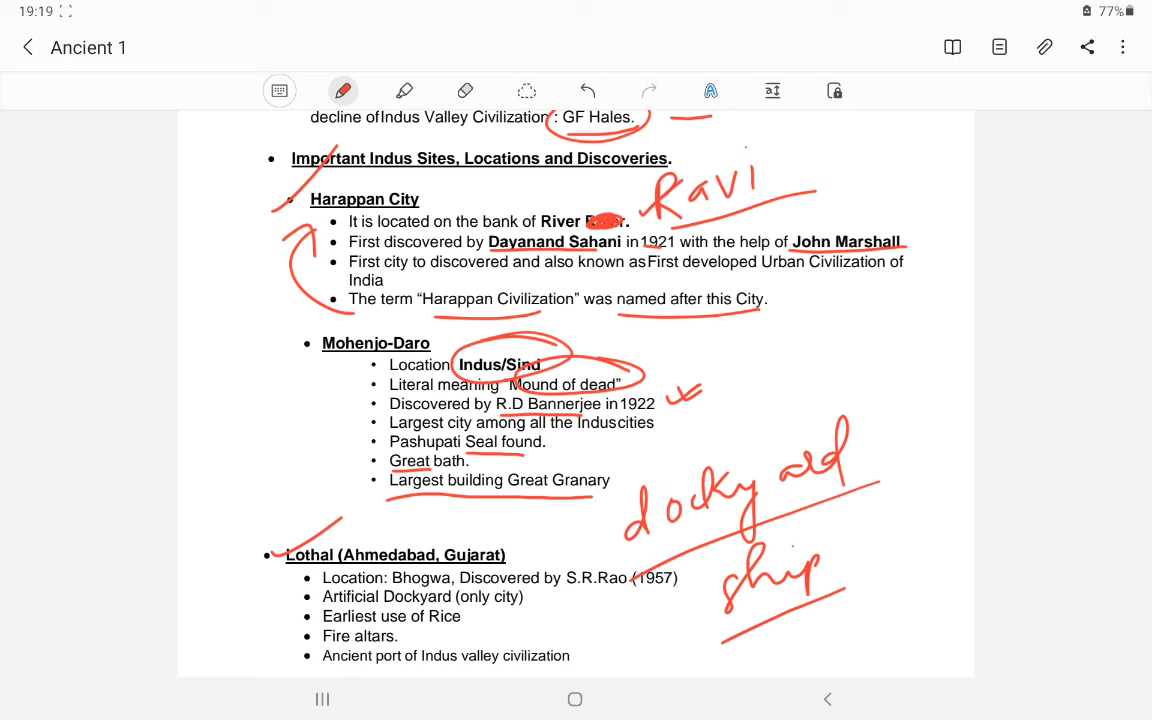 19:19
77%
Ancient 1
decline of Indus Valley Civilization : GF Hales.
• Important Indus Sites, Locations and Discoveries.
• Harappan City
Ravi
• It is located on the bank of River
• First discovered by Dayanand Sahani in 1921 with the help of John Marshall
• First city to discovered and also known as First developed Urban Civilization of
India
• The term “Harappan Civilization” was named after this City.
• Mohenjo-Daro
• Location Indus/Sind
• Literal meaning “Mound of dead”
• Discovered by R.D Bannerjee in 1922
• Largest city among all the Indus cities
• Pashupati Seal found.
• Great bath.
• Largest building Great Granary
dockyard
ship
• Lothal (Ahmedabad, Gujarat)
• Location: Bhogwa, Discovered by S.R.Rao (1957)
• Artificial Dockyard (only city)
• Earliest use of Rice
• Fire altars.
• Ancient port of Indus valley civilization